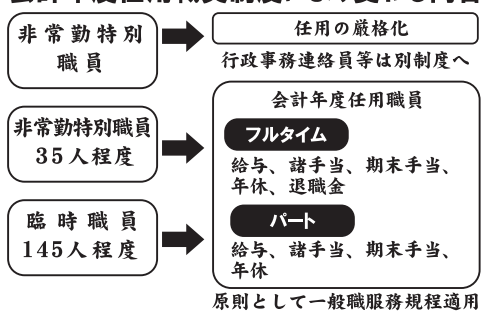 非常勤特別
職員
任用の厳格化
行政事務連絡員等は別制度へ
非常勤特別職員
35人程度
臨時職員
145人程度
会計年度任用職員
フルタイム
給与、諸手当、期末手当、
年休、退職金
パート
給与、諸手当、期末手当、
年休
原則として一般職服務規程適用